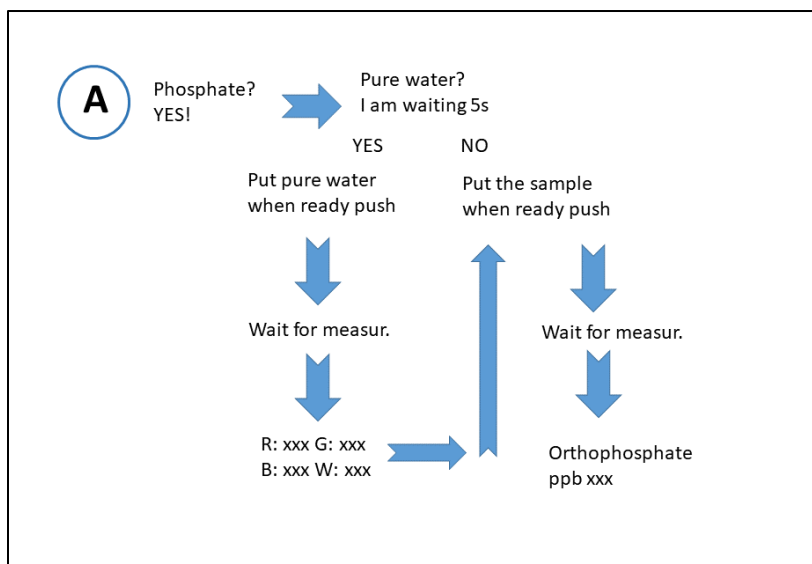 A
Phosphate?
YES!
Pure water?
I am waiting 5s
YES
NO
Put pure water
when ready push
Put the sample
when ready push
Wait for measur.
Wait for measur.
R: xxx G: xxx
B: xxx W: xxx
Orthophosphate
ppb xxx